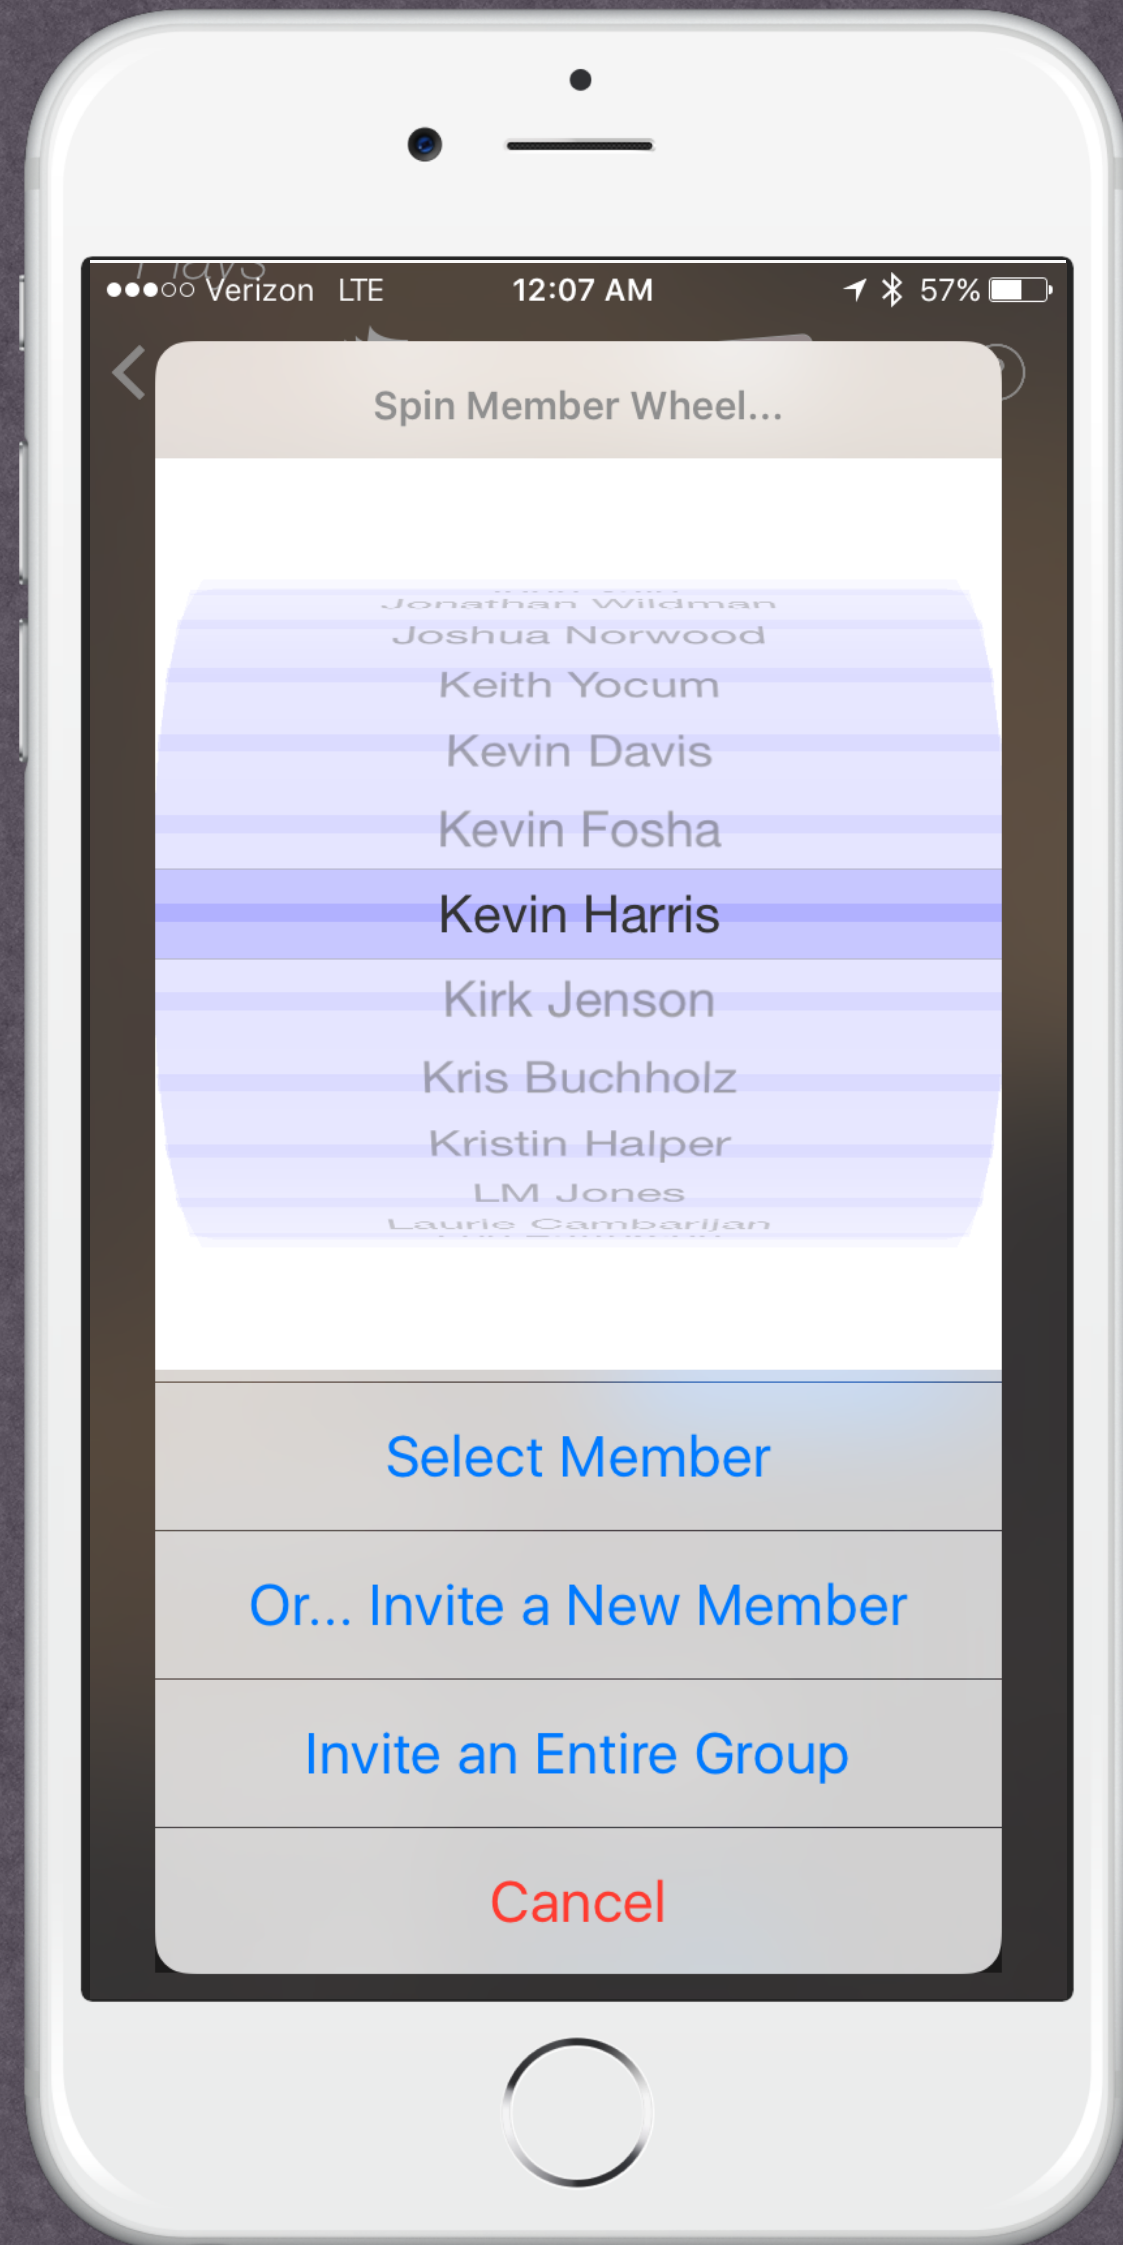 Plays
Verizon LTE 12:07 AM 57%
Spin Member Wheel...
Jonathan Wildman
Joshua Norwood
Keith Yocum
Kevin Davis
Kevin Fosha
Kevin Harris
Kirk Jenson
Kris Buchholz
Kristin Halper
LM Jones
Laurie Cambarijan
Select Member
Or... Invite a New Member
Invite an Entire Group
Cancel